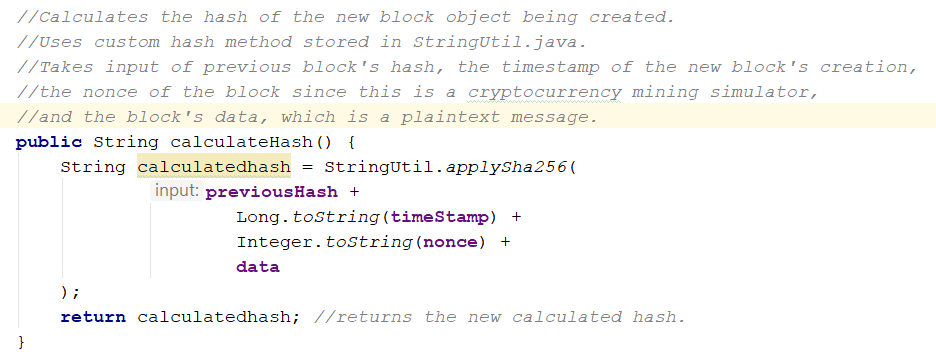 //Calculates the hash of the new block object being created.
//Uses custom hash method stored in StringUtil.java.
//Takes input of previous block's hash, the timestamp of the new block's creation,
//the nonce of the block since this is a cryptocurrency mining simulator,
//and the block's data, which is a plaintext message.
public String calculateHash() {
String calculatedhash = StringUtil.applySha256(
input: previousHash +
Long.toString(timeStamp) +
Integer.toString(nonce) +
data
);
return calculatedhash; //returns the new calculated hash.
}